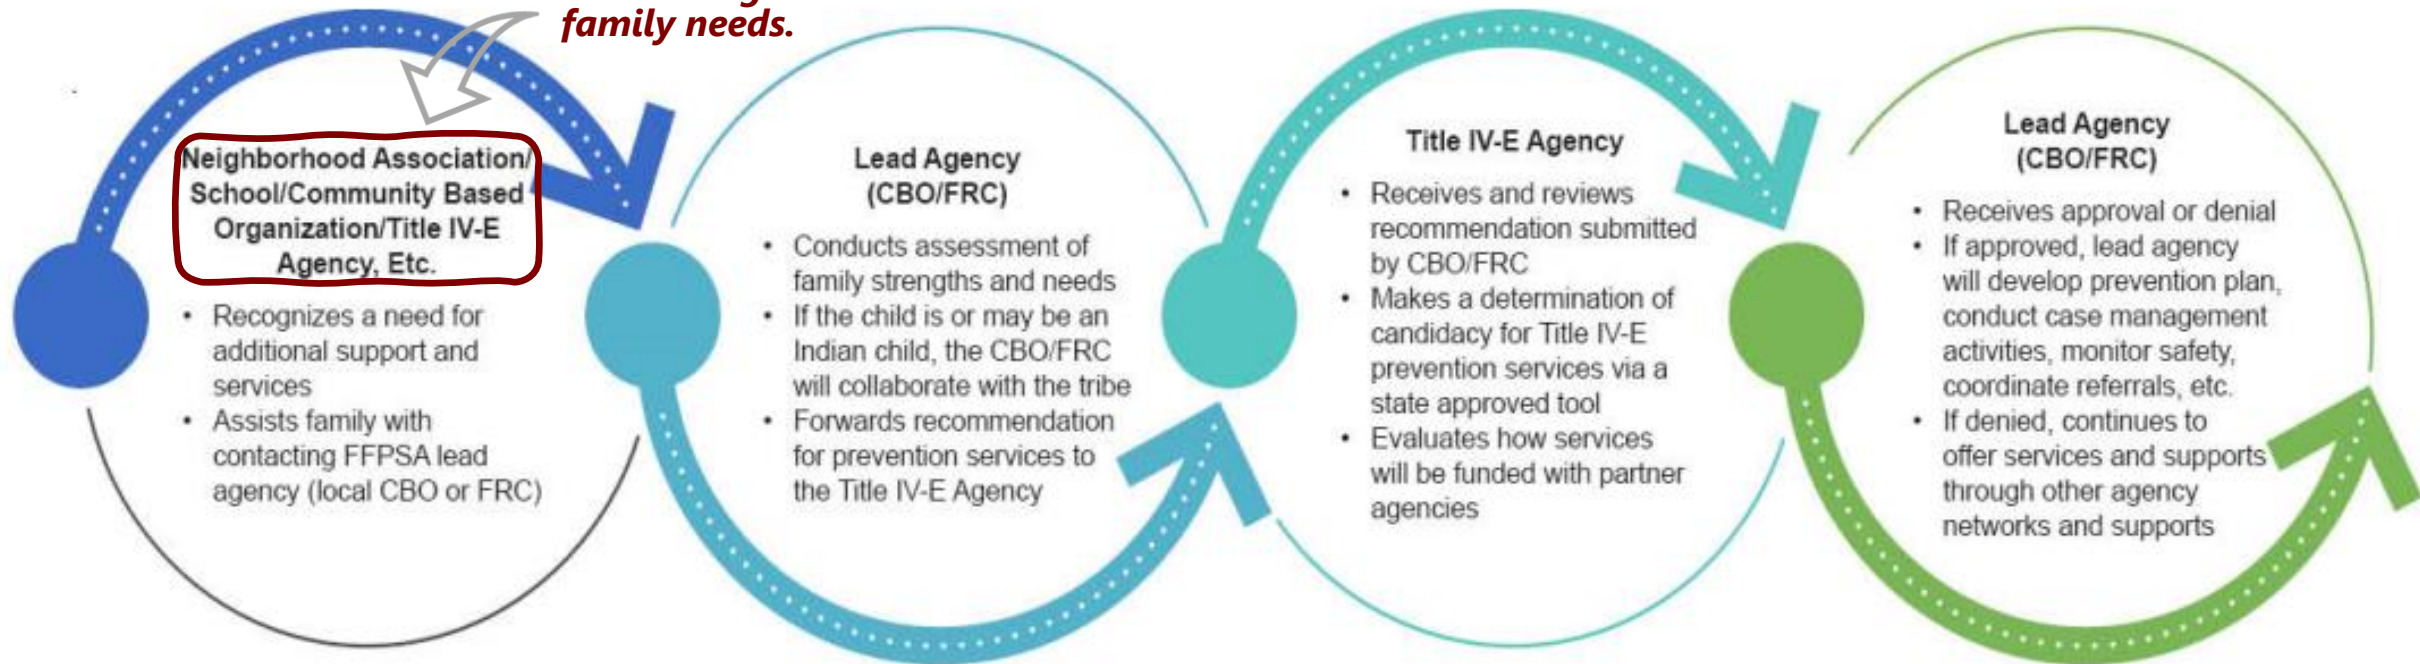 family needs.
Neighborhood Association/
School/Community Based
Organization/Title IV-E
Agency, Etc.
• Recognizes a need for
additional support and
services
• Assists family with
contacting FFPSA lead
agency (local CBO or FRC)
Lead Agency
(CBO/FRC)
• Conducts assessment of
family strengths and needs
• If the child is or may be an
Indian child, the CBO/FRC
will collaborate with the tribe
• Forwards recommendation
for prevention services to
the Title IV-E Agency
Title IV-E Agency
• Receives and reviews
recommendation submitted
by CBO/FRC
• Makes a determination of
candidacy for Title IV-E
prevention services via a
state approved tool
• Evaluates how services
will be funded with partner
agencies
Lead Agency
(CBO/FRC)
• Receives approval or denial
• If approved, lead agency
will develop prevention plan,
conduct case management
activities, monitor safety,
coordinate referrals, etc.
• If denied, continues to
offer services and supports
through other agency
networks and supports